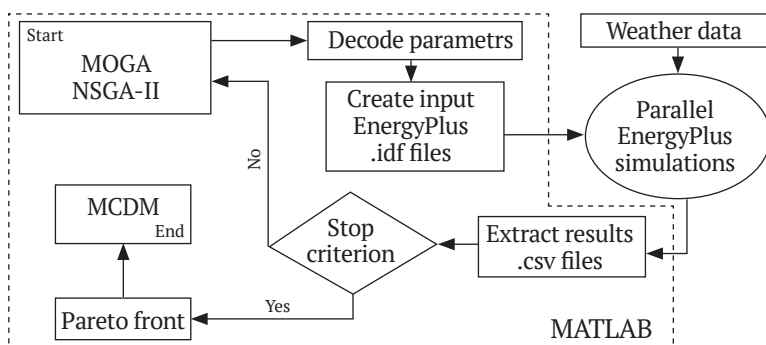 Start
MOGA
NSGA-II
Decode parametrs
Weather data
Create input
EnergyPlus
.idf files
Parallel
EnergyPlus
simulations
No
MCDM
End
Stop
criterion
Extract results
.csv files
Yes
Pareto front
MATLAB